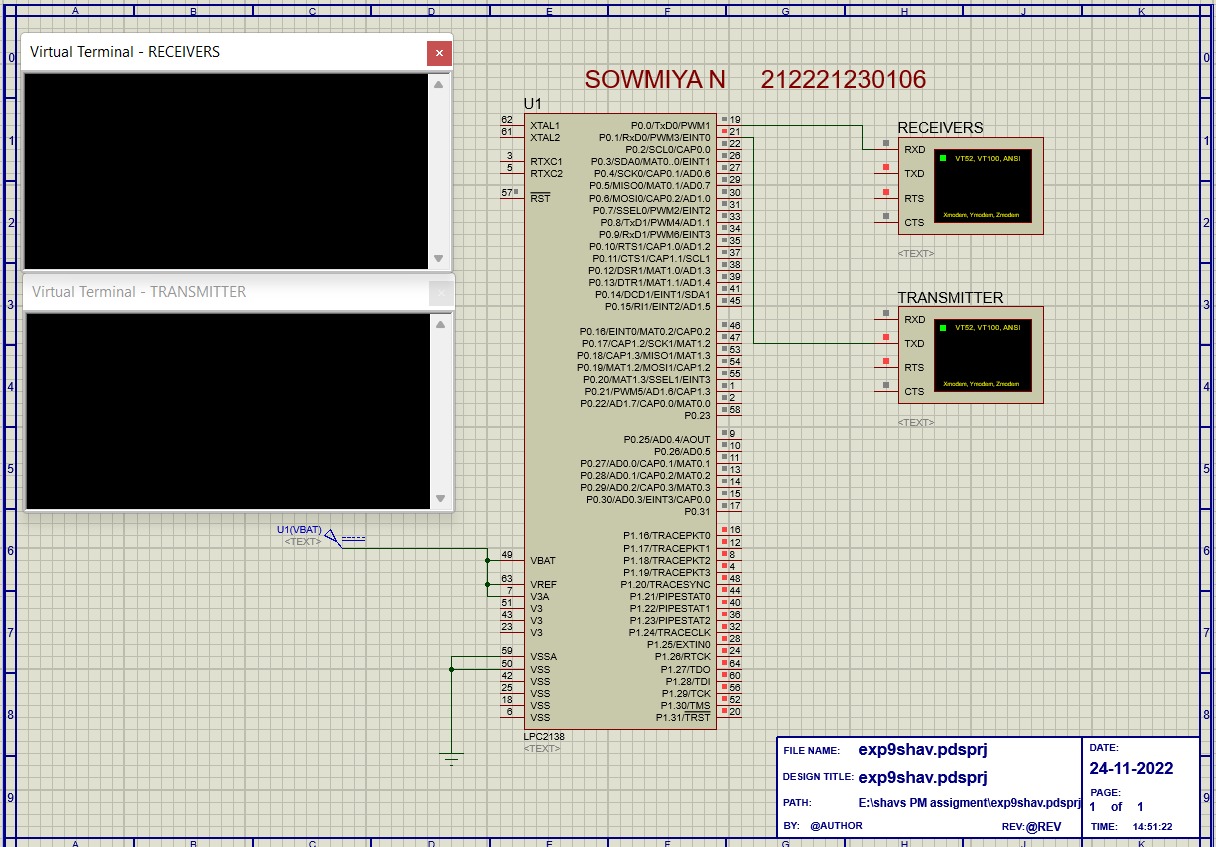 A B C D E F G H J K
Virtual Terminal - RECEIVERS
Virtual Terminal - TRANSMITTER
SOWMIYA N 212221230106
U1
62 XTAL1
61 XTAL2
3 RTXC1
5 RTXC2
57 RST
49 VBAT
63 VREF
7 V3A
51 V3
43 V3
23 V3
59 VSSA
50 VSS
42 VSS
25 VSS
18 VSS
6 VSS
P0.0/TxD0/PWM1 19
P0.1/RxD0/PWM3/EINT0 21
P0.2/SCL0/CAP0.0 22
P0.3/SDA0/MAT0..0/EINT1 26
P0.4/SCK0/CAP0.1/AD0.6 27
P0.5/MISO0/MAT0.1/AD0.7 29
P0.6/MOSI0/CAP0.2/AD1.0 30
P0.7/SSEL0/PWM2/EINT2 31
P0.8/TxD1/PWM4/AD1.1 33
P0.9/RxD1/PWM6/EINT3 34
P0.10/RTS1/CAP1.0/AD1.2 35
P0.11/CTS1/CAP1.1/SCL1 37
P0.12/DSR1/MAT1.0/AD1.3 38
P0.13/DTR1/MAT1.1/AD1.4 39
P0.14/DCD1/EINT1/SDA1 41
P0.15/RI1/EINT2/AD1.5 45
P0.16/EINT0/MAT0.2/CAP0.2 46
P0.17/CAP1.2/SCK1/MAT1.2 47
P0.18/CAP1.3/MISO1/MAT1.3 53
P0.19/MAT1.2/MOSI1/CAP1.2 54
P0.20/MAT1.3/SSEL1/EINT3 55
P0.21/PWM5/AD1.6/CAP1.3 1
P0.22/AD1.7/CAP0.0/MAT0.0 2
P0.23 58
P0.25/AD0.4/AOUT 9
P0.26/AD0.5 10
P0.27/AD0.0/CAP0.1/MAT0.1 11
P0.28/AD0.1/CAP0.2/MAT0.2 13
P0.29/AD0.2/CAP0.3/MAT0.3 14
P0.30/AD0.3/EINT3/CAP0.0 15
P0.31 17
P1.16/TRACEPKT0 16
P1.17/TRACEPKT1 12
P1.18/TRACEPKT2 8
P1.19/TRACEPKT3 4
P1.20/TRACESYNC 48
P1.21/PIPESTAT0 44
P1.22/PIPESTAT1 40
P1.23/PIPESTAT2 36
P1.24/TRACECLK 32
P1.25/EXTIN0 28
P1.26/RTCK 24
P1.27/TDO 64
P1.28/TDI 60
P1.29/TCK 56
P1.30/TMS 52
P1.31/TRST 20
LPC2138
<TEXT>
U1(VBAT)
<TEXT>
RECEIVERS
RXD
TXD
RTS
CTS
VT52, VT100, ANSI
Xmodem, Ymodem, Zmodem
<TEXT>
TRANSMITTER
RXD
TXD
RTS
CTS
VT52, VT100, ANSI
Xmodem, Ymodem, Zmodem
<TEXT>
0 0
1 1
2 2
3 3
4 4
5 5
6 6
7 7
8 8
9 9
FILE NAME: exp9shav.pdsprj
DESIGN TITLE: exp9shav.pdsprj
PATH: E:\shavs PM assigment\exp9shav.pdsprj
BY: @AUTHOR REV:@REV
DATE:
24-11-2022
PAGE:
1 of 1
TIME: 14:51:22
A B C D E F G H J K